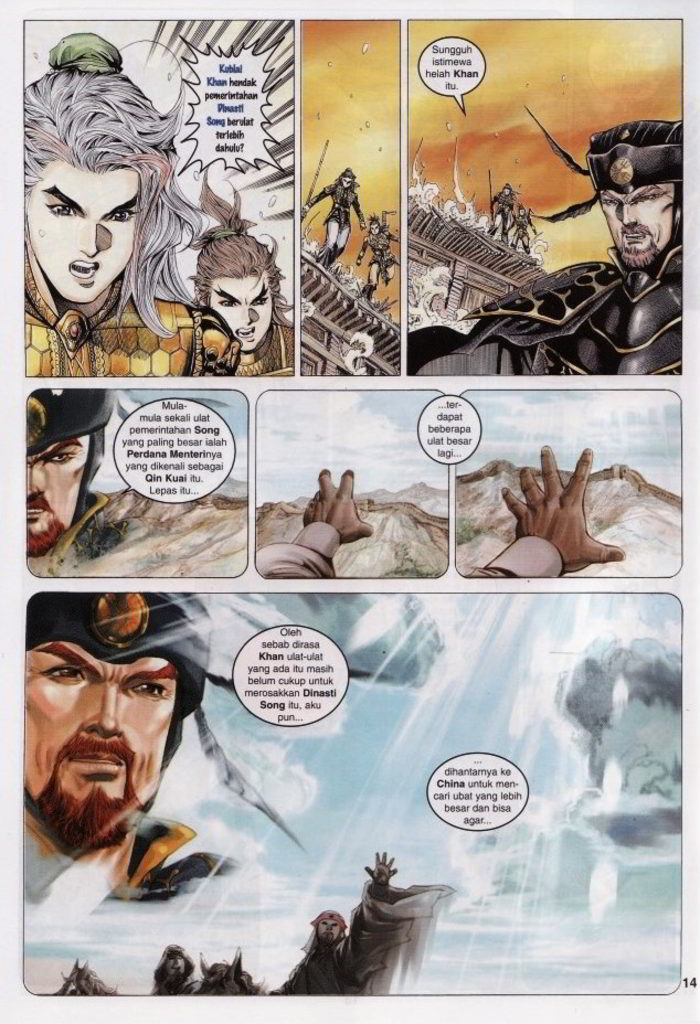 Kublai
Khan hendak
pemerintahan
Dinasti
Song berulat
terlebih
dahulu?
Sungguh
istimewa
helah Khan
itu.
Mula-
mula sekali ulat
pemerintahan Song
yang paling besar ialah
Perdana Menterinya
yang dikenali sebagai
Qin Kuai itu.
Lepas itu...
...ter-
dapat
beberapa
ulat besar
lagi...
Oleh
sebab dirasa
Khan ulat-ulat
yang ada itu masih
belum cukup untuk
merosakkan Dinasti
Song itu, aku
pun...
...
dihantarnya ke
China untuk men-
cari ubat yang lebih
besar dan bisa
agar...
14